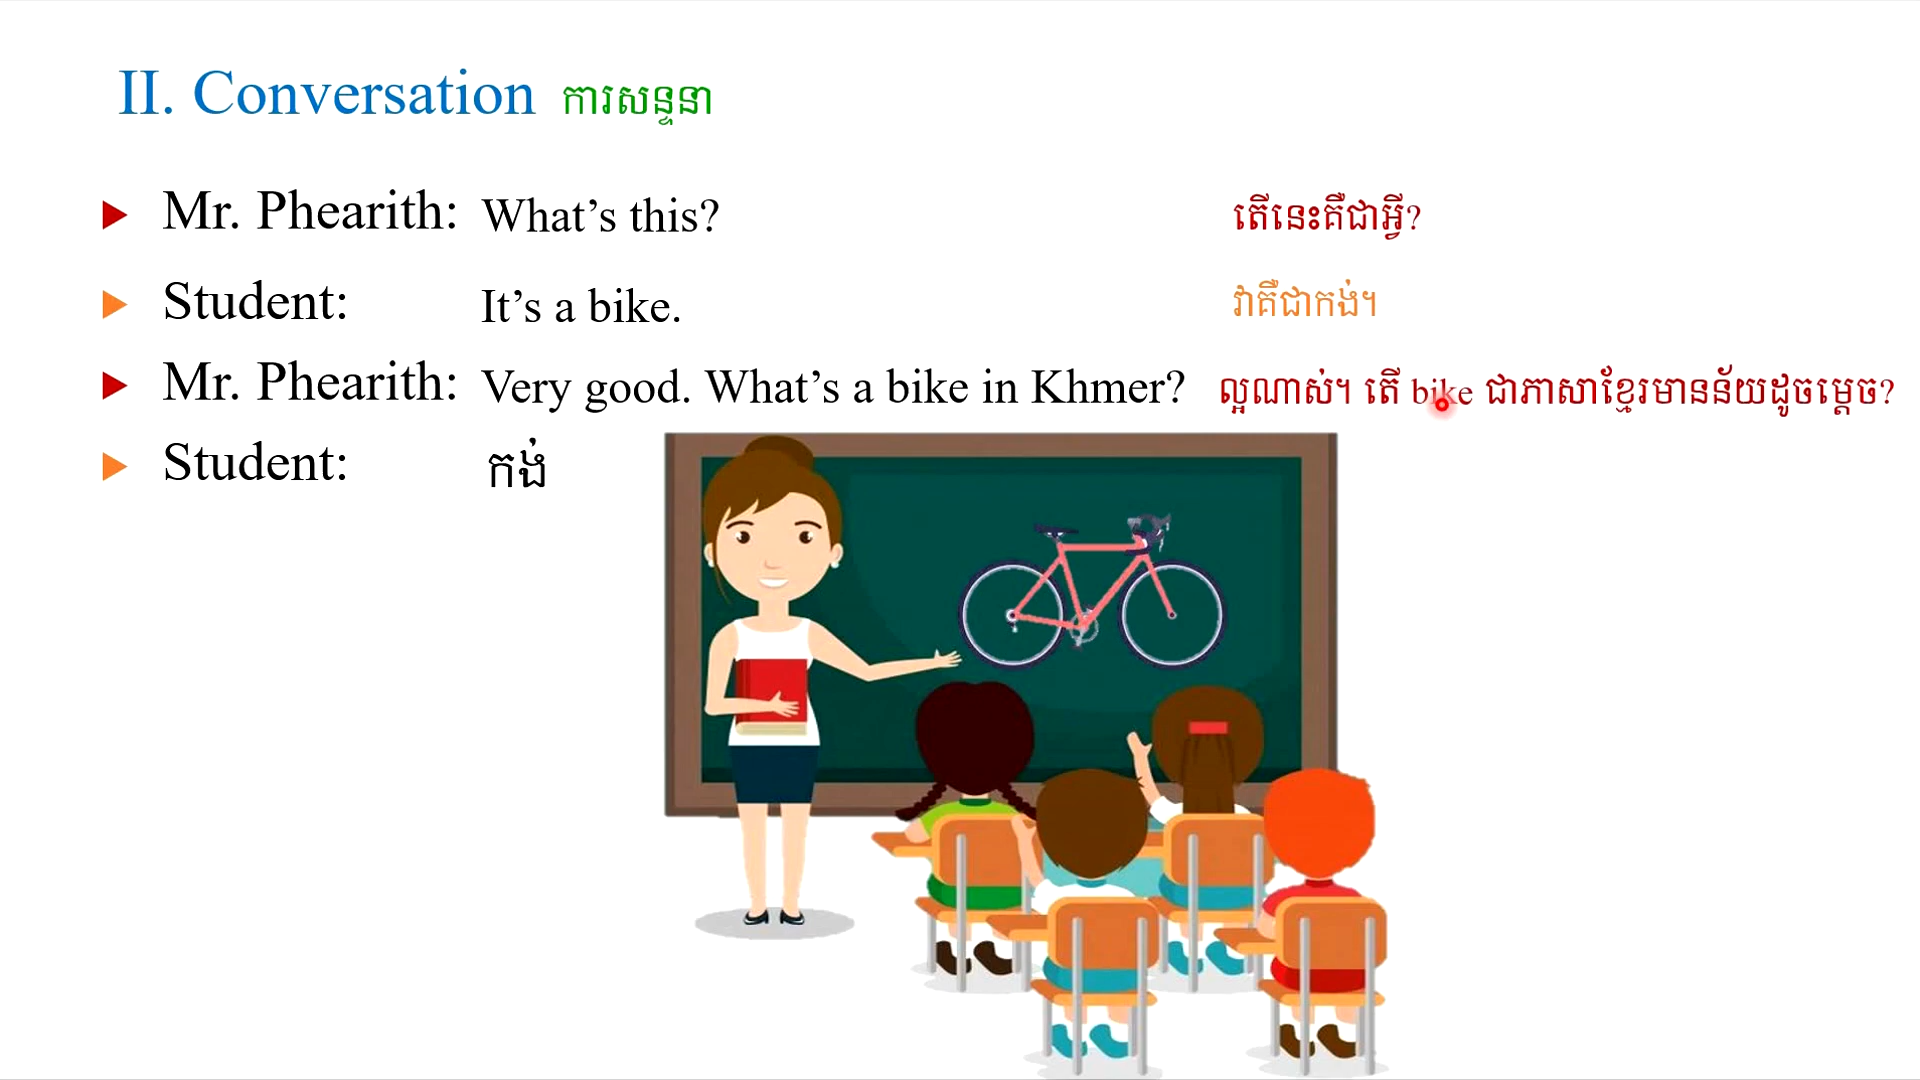 II. Conversation ការសន្ទនា
Mr. Phearith: What's this? តើនេះគឺជាអ្វី?
Student: It's a bike. វាគឺជាកង់។
Mr. Phearith: Very good. What's a bike in Khmer? ល្អណាស់។ តើ bike ជាភាសាខ្មែរមានន័យដូចម្ដេច?
Student: កង់